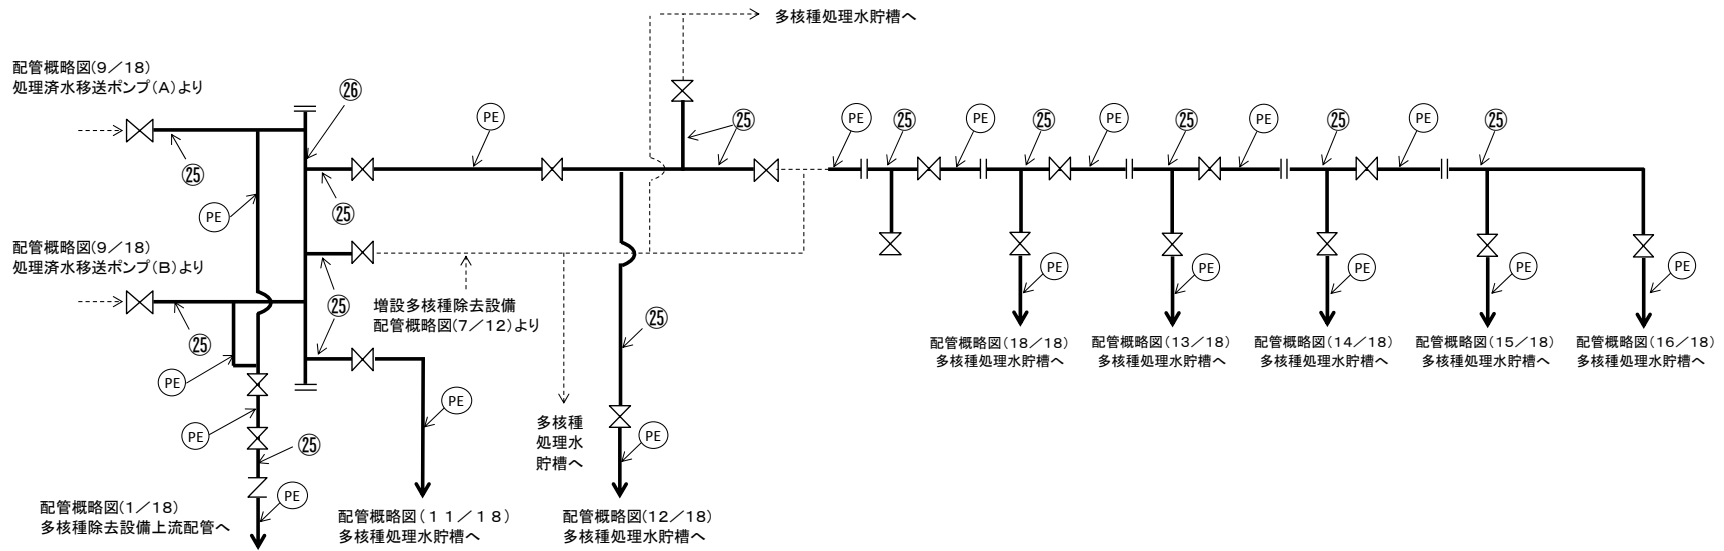 多核種処理水貯槽へ
配管概略図(9/18)
処理済水移送ポンプ(A)より
㉖
PE
㉕
PE
㉕
PE
㉕
PE
㉕
PE
㉕
PE
㉕
㉕
PE
㉕
配管概略図(9/18)
処理済水移送ポンプ(B)より
㉕
㉕
PE
PE
PE
PE
PE
PE
増設多核種除去設備
配管概略図(7/12)より
㉕
㉕
配管概略図(18/18)
多核種処理水貯槽へ
配管概略図(13/18)
多核種処理水貯槽へ
配管概略図(14/18)
多核種処理水貯槽へ
配管概略図(15/18)
多核種処理水貯槽へ
配管概略図(16/18)
多核種処理水貯槽へ
PE
PE
㉕
多核種
処理水
貯槽へ
PE
PE
配管概略図(1/18)
多核種除去設備上流配管へ
配管概略図(11/18)
多核種処理水貯槽へ
配管概略図(12/18)
多核種処理水貯槽へ